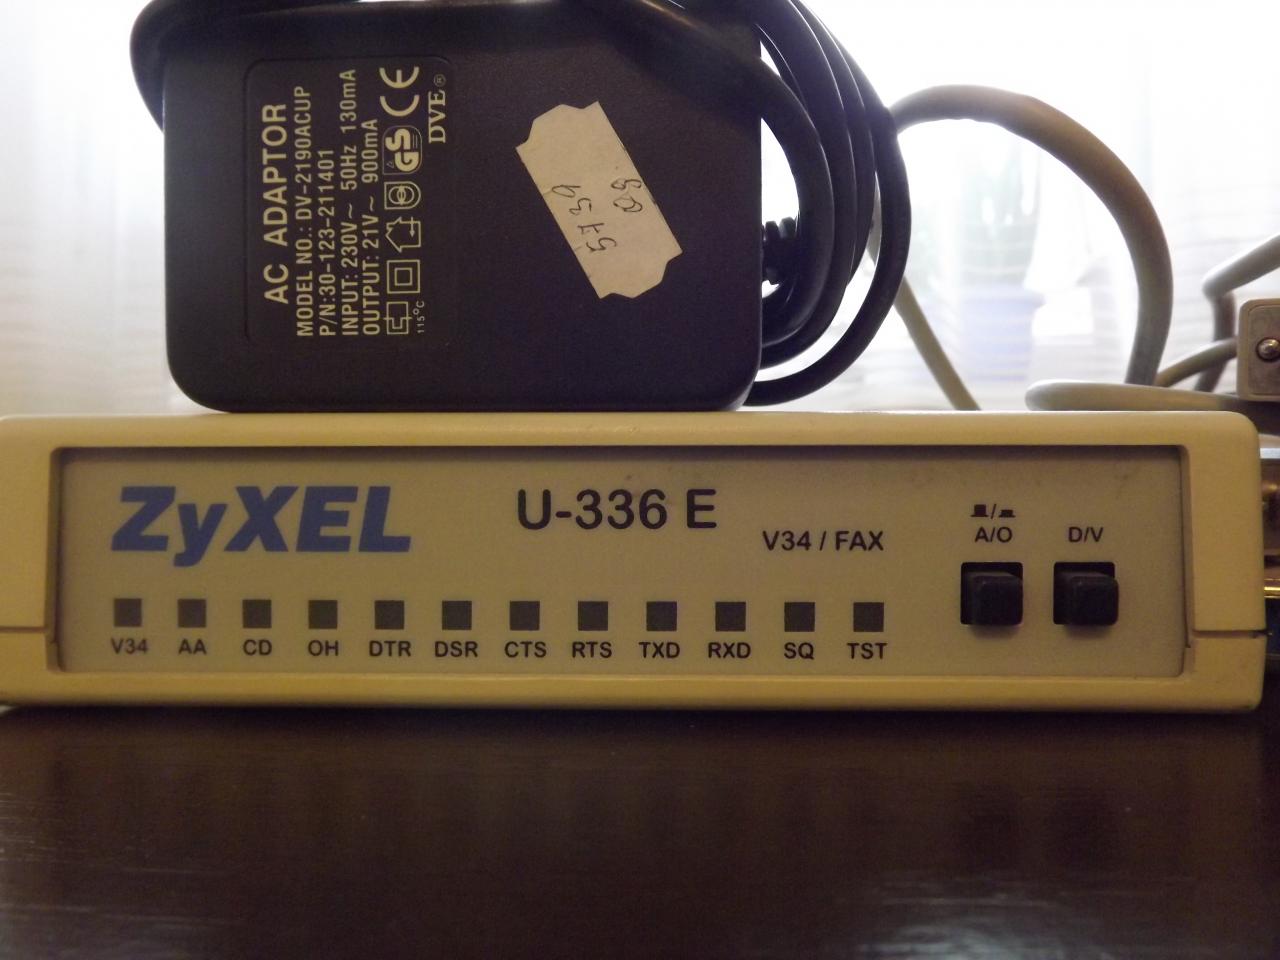 AC ADAPTOR
MODEL NO.: DV-2190ACUP
P/N:30-123-211401
INPUT: 230V~ 50Hz 130mA
OUTPUT: 21V~ 900mA
115°C
GS CE
DVE®
5739
09
ZyXEL
U-336 E
V34 / FAX
A/O
D/V
V34 AA CD OH DTR DSR CTS RTS TXD RXD SQ TST